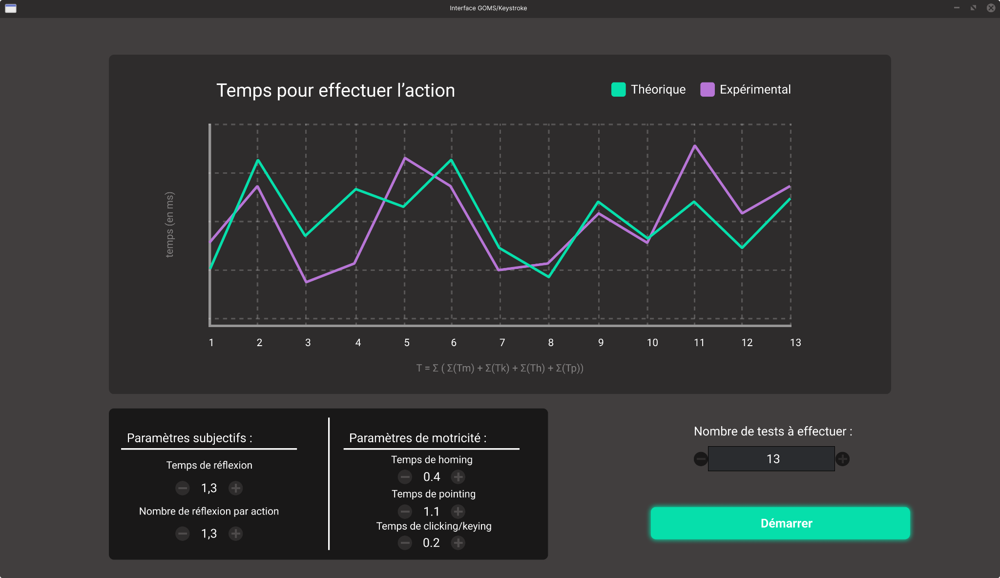 Interface GOMS/Keystroke
Temps pour effectuer l’action
Théorique
Expérimental
temps (en ms)
1 2 3 4 5 6 7 8 9 10 11 12 13
T = Σ ( Σ(Tm) + Σ(Tk) + Σ(Th) + Σ(Tp))
Paramètres subjectifs :
Temps de réflexion
1,3
Nombre de réflexion par action
1,3
Paramètres de motricité :
Temps de homing
0.4
Temps de pointing
1.1
Temps de clicking/keying
0.2
Nombre de tests à effectuer :
13
Démarrer